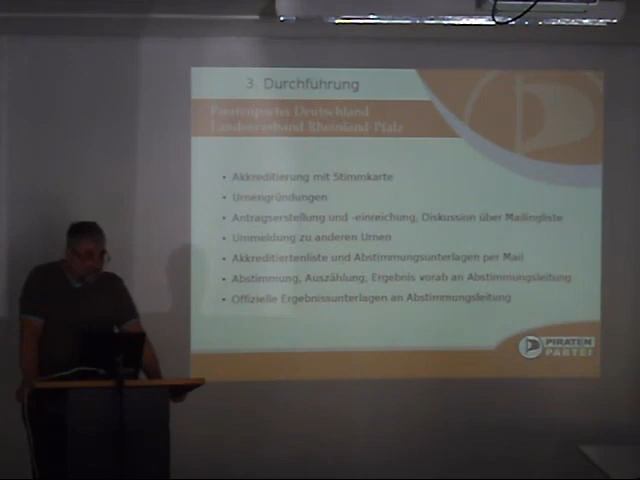 3. Durchführung
Piratenpartei Deutschland
Landesverband Rheinland-Pfalz
• Akkreditierung mit Stimmkarte
• Urnengründungen
• Antragserstellung und -einreichung, Diskussion über Mailingliste
• Ummeldung zu anderen Urnen
• Akkreditiertenliste und Abstimmungsunterlagen per Mail
• Abstimmung, Auszählung, Ergebnis vorab an Abstimmungsleitung
• Offizielle Ergebnisunterlagen an Abstimmungsleitung
PIRATEN
PARTEI